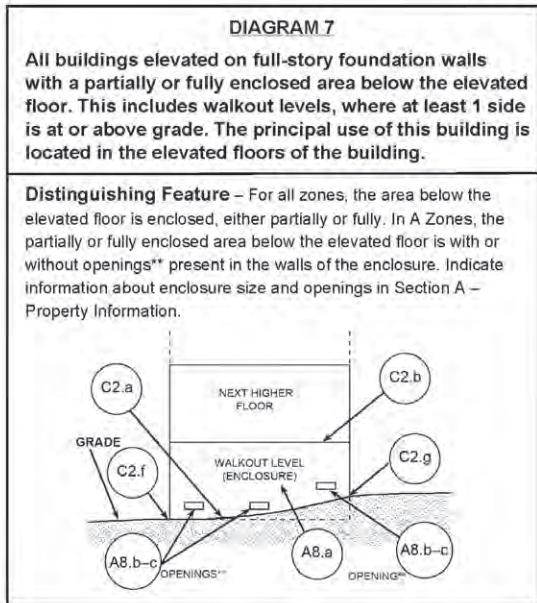 DIAGRAM 7
All buildings elevated on full-story foundation walls
with a partially or fully enclosed area below the elevated
floor. This includes walkout levels, where at least 1 side
is at or above grade. The principal use of this building is
located in the elevated floors of the building.
Distinguishing Feature – For all zones, the area below the
elevated floor is enclosed, either partially or fully. In A Zones, the
partially or fully enclosed area below the elevated floor is with or
without openings** present in the walls of the enclosure. Indicate
information about enclosure size and openings in Section A –
Property Information.
C2.a
NEXT HIGHER
FLOOR
C2.b
GRADE
C2.f
WALKOUT LEVEL
(ENCLOSURE)
C2.g
A8.b–c
OPENINGS**
A8.a
OPENING**
A8.b–c